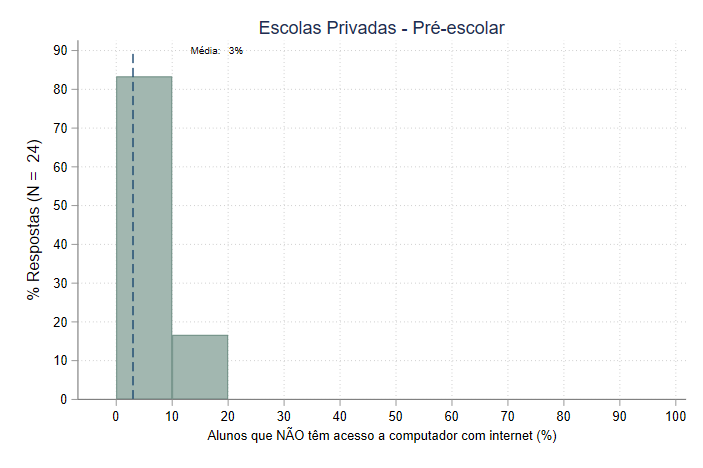 Escolas Privadas - Pré-escolar
Média:  3%
% Respostas (N =  24)
90
80
70
60
50
40
30
20
10
0
0 10 20 30 40 50 60 70 80 90 100
Alunos que NÃO têm acesso a computador com internet (%)